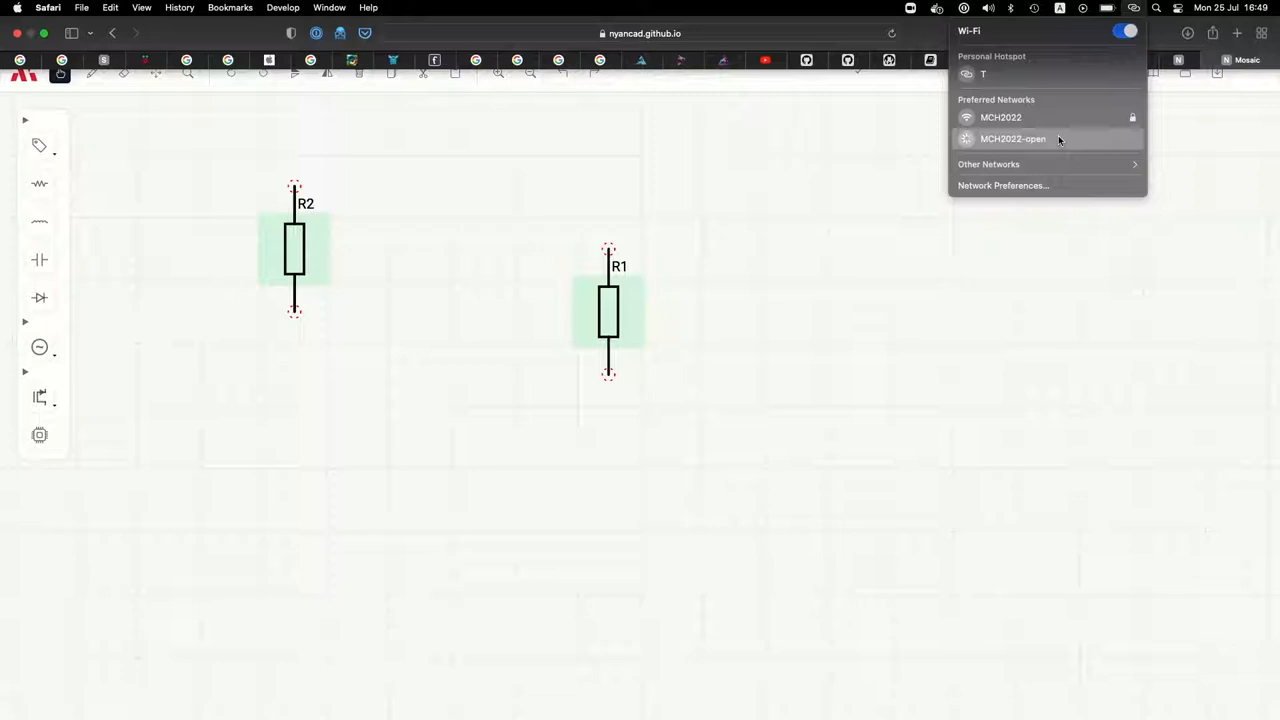 Safari File Edit View History Bookmarks Develop Window Help
A
Mon 25 Jul 16:49
nyancad.github.io
Mosaic
Wi-Fi
Personal Hotspot
T
Preferred Networks
MCH2022
MCH2022-open
Other Networks
Network Preferences...
R2
R1